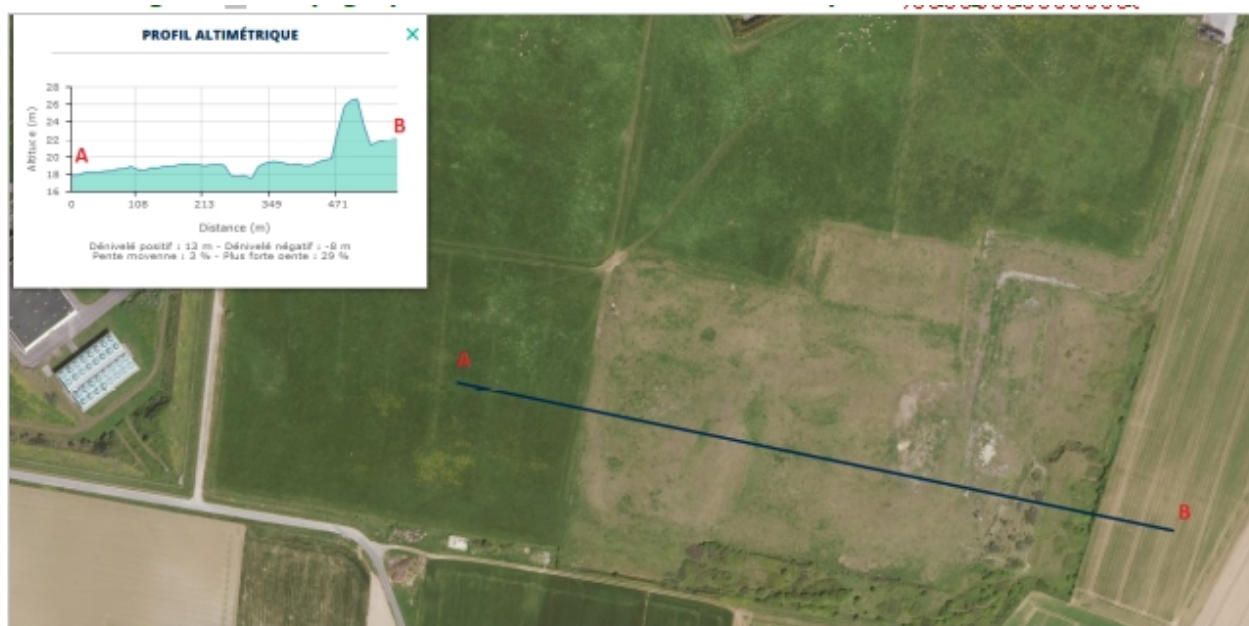 PROFIL ALTIMÉTRIQUE
×
Altitude (m)
28
26
24
22
20
18
16
A
B
0
108
213
349
471
Distance (m)
Dénivelé positif : 13 m - Dénivelé négatif : -8 m
Pente moyenne : 3 % - Plus forte pente : 29 %
A
B